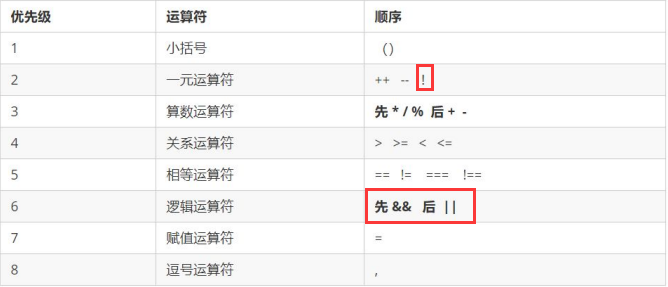 优先级 运算符 顺序
1 小括号 ()
2 一元运算符 ++ -- !
3 算数运算符 先 * / % 后 + -
4 关系运算符 > >= < <=
5 相等运算符 == != === !==
6 逻辑运算符 先 && 后 ||
7 赋值运算符 =
8 逗号运算符 ,